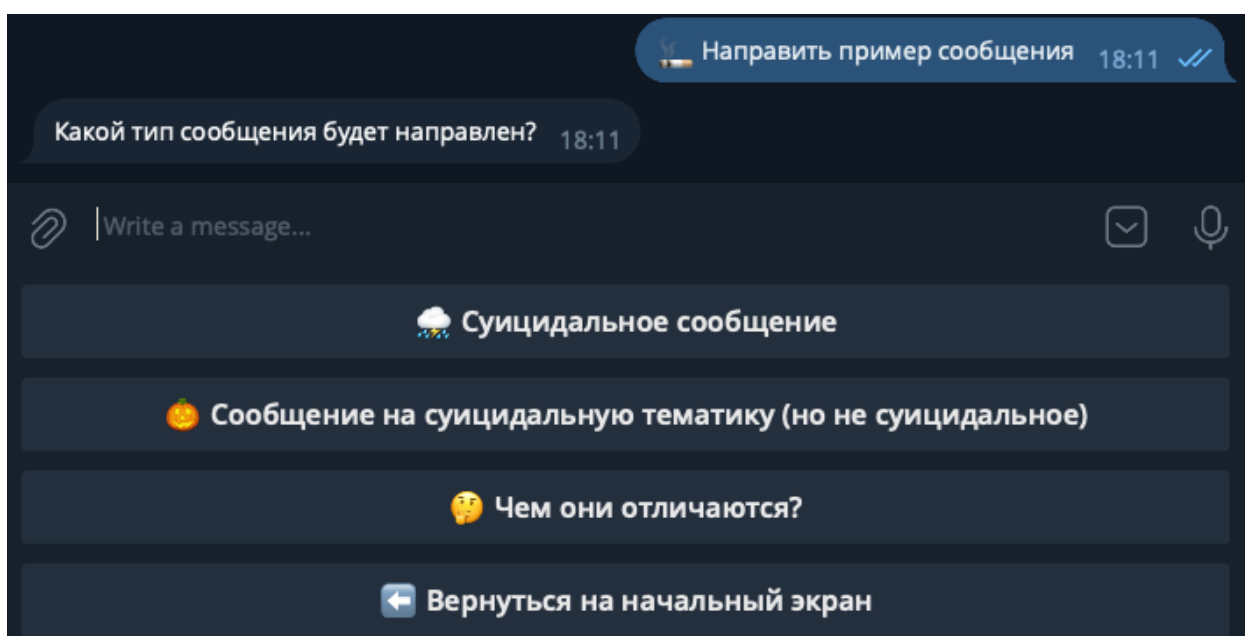 🚬 Направить пример сообщения 18:11
Какой тип сообщения будет направлен? 18:11
Write a message...
🌧 Суицидальное сообщение
🎃 Сообщение на суицидальную тематику (но не суицидальное)
🤔 Чем они отличаются?
⬅️ Вернуться на начальный экран